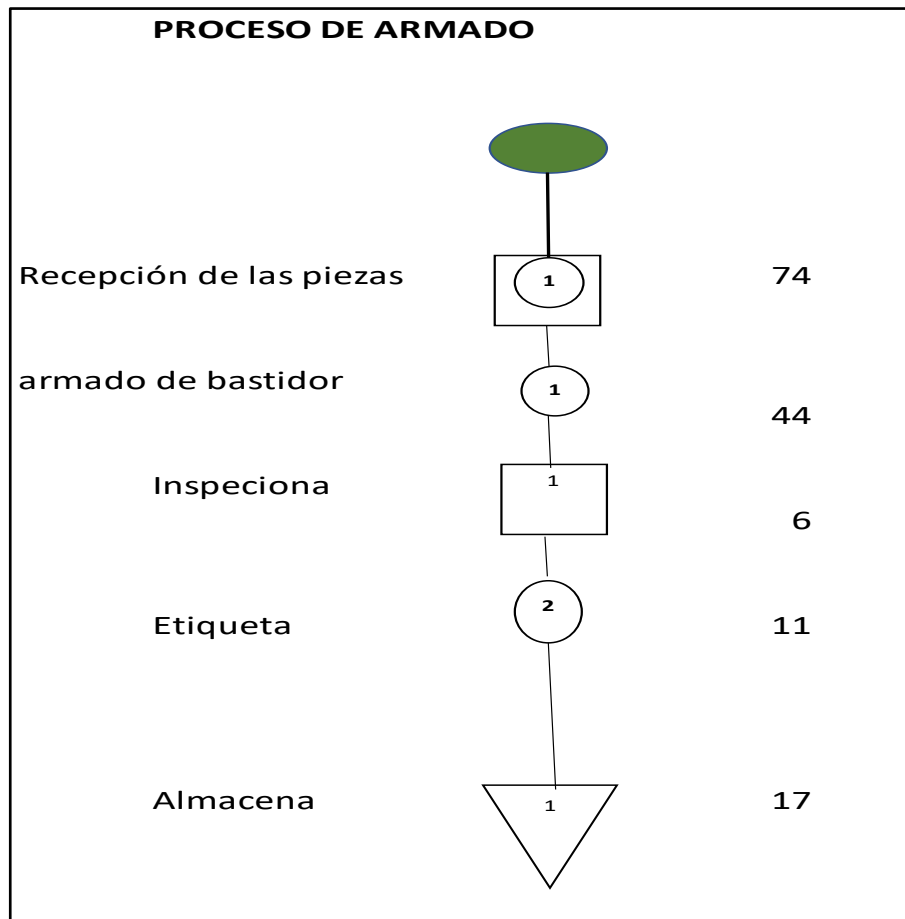 PROCESO DE ARMADO
Recepción de las piezas 1 74
armado de bastidor 1 44
Inspeciona 1 6
Etiqueta 2 11
Almacena 1 17